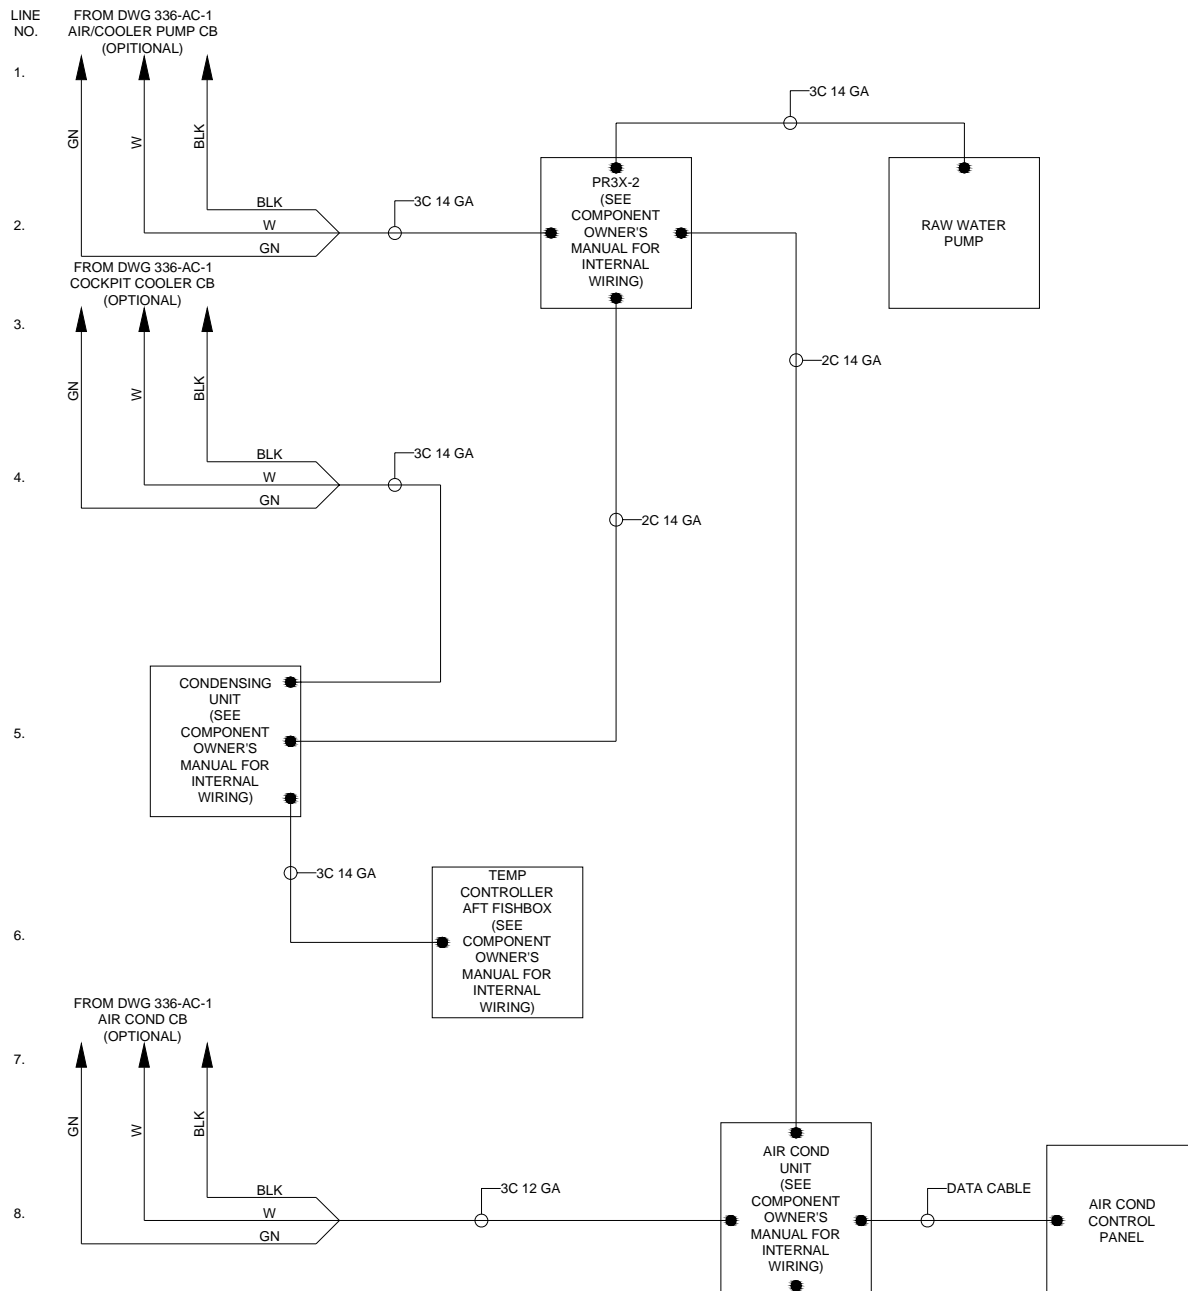 LINE
NO.
FROM DWG 336-AC-1
AIR/COOLER PUMP CB
(OPITIONAL)
1.
GN
W
BLK
3C 14 GA
BLK
W
GN
3C 14 GA
2.
PR3X-2
(SEE
COMPONENT
OWNER'S
MANUAL FOR
INTERNAL
WIRING)
RAW WATER
PUMP
FROM DWG 336-AC-1
COCKPIT COOLER CB
(OPTIONAL)
3.
GN
W
BLK
2C 14 GA
BLK
W
GN
3C 14 GA
4.
2C 14 GA
CONDENSING
UNIT
(SEE
COMPONENT
OWNER'S
MANUAL FOR
INTERNAL
WIRING)
5.
3C 14 GA
TEMP
CONTROLLER
AFT FISHBOX
(SEE
COMPONENT
OWNER'S
MANUAL FOR
INTERNAL
WIRING)
6.
FROM DWG 336-AC-1
AIR COND CB
(OPTIONAL)
7.
GN
W
BLK
BLK
W
GN
3C 12 GA
8.
AIR COND
UNIT
(SEE
COMPONENT
OWNER'S
MANUAL FOR
INTERNAL
WIRING)
DATA CABLE
AIR COND
CONTROL
PANEL